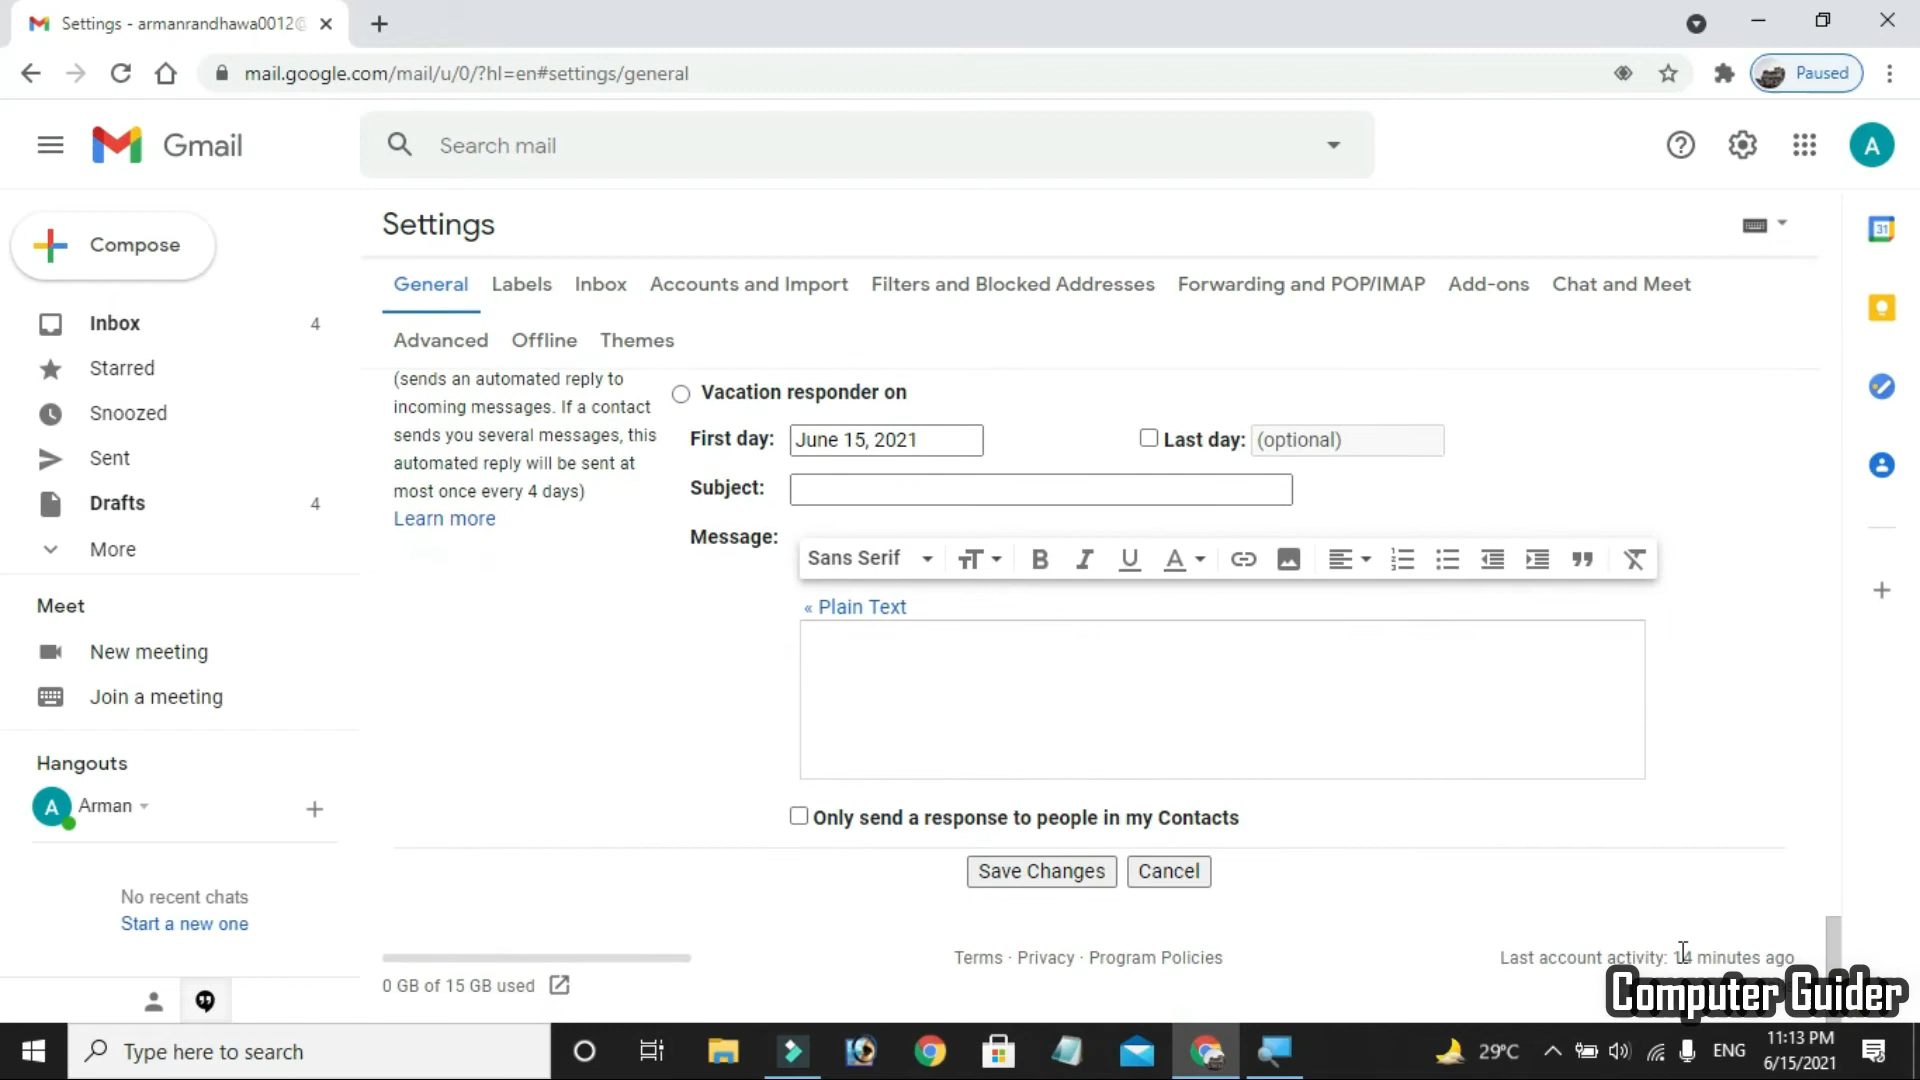 Settings - armanrandhawa0012@
mail.google.com/mail/u/0/?hl=en#settings/general
Paused
Gmail
Search mail
A
Compose
Settings
31
General Labels Inbox Accounts and Import Filters and Blocked Addresses Forwarding and POP/IMAP Add-ons Chat and Meet
Advanced Offline Themes
Inbox 4
Starred
Snoozed
Sent
Drafts 4
More
(sends an automated reply to
incoming messages. If a contact
sends you several messages, this
automated reply will be sent at
most once every 4 days)
Learn more
Vacation responder on
First day: June 15, 2021 Last day: (optional)
Subject:
Message:
Sans Serif
« Plain Text
Only send a response to people in my Contacts
Save Changes Cancel
Meet
New meeting
Join a meeting
Hangouts
A Arman
No recent chats
Start a new one
0 GB of 15 GB used
Terms · Privacy · Program Policies
Last account activity: 14 minutes ago
Computer Guider
Type here to search
29°C
ENG
11:13 PM
6/15/2021